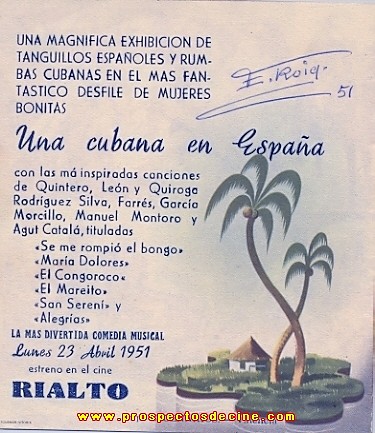 UNA MAGNIFICA EXHIBICION DE
TANGUILLOS ESPAÑOLES Y RUM-
BAS CUBANAS EN EL MAS FAN-
TASTICO DESFILE DE MUJERES
BONITAS
E. Roig.
51
Una cubana en España
con las má inspiradas canciones
de Quintero, León y Quiroga
Rodríguez Silva, Farrés, García
Morcillo, Manuel Montoro y
Agut Catalá, tituladas
«Se me rompió el bongo»
«María Dolores»
«El Congoroco»
«El Mareito»
«San Serení» y
«Alegrías»
LA MAS DIVERTIDA COMEDIA MUSICAL
Lunes 23 Abril 1951
estreno en el cine
RIALTO
www.prospectosdecine.com